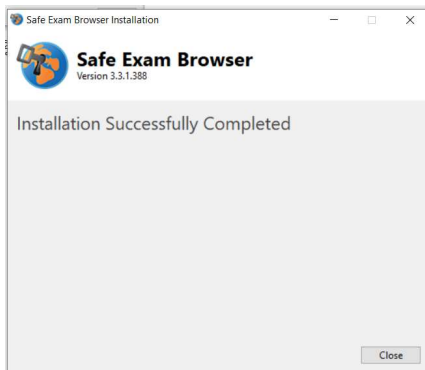 Safe Exam Browser Installation
Safe Exam Browser
Version 3.3.1.388
Installation Successfully Completed
Close